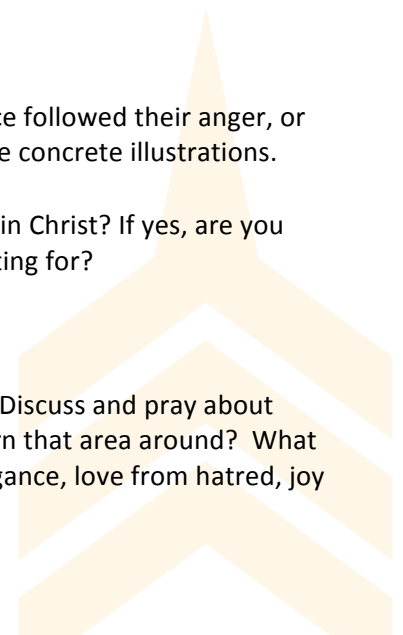 ce followed their anger, or
e concrete illustrations.
in Christ? If yes, are you
ting for?
Discuss and pray about
rn that area around?  What
gance, love from hatred, joy